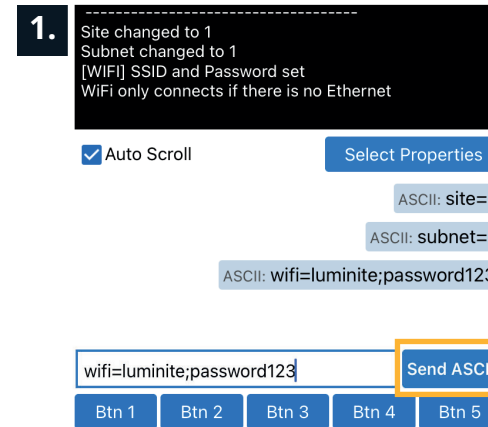 1.
------------------------------------
Site changed to 1
Subnet changed to 1
[WIFI] SSID and Password set
WiFi only connects if there is no Ethernet
Auto Scroll
Select Properties
ASCII: site=
ASCII: subnet=
ASCII: wifi=luminite;password123
wifi=luminite;password123
Send ASCI
Btn 1 Btn 2 Btn 3 Btn 4 Btn 5